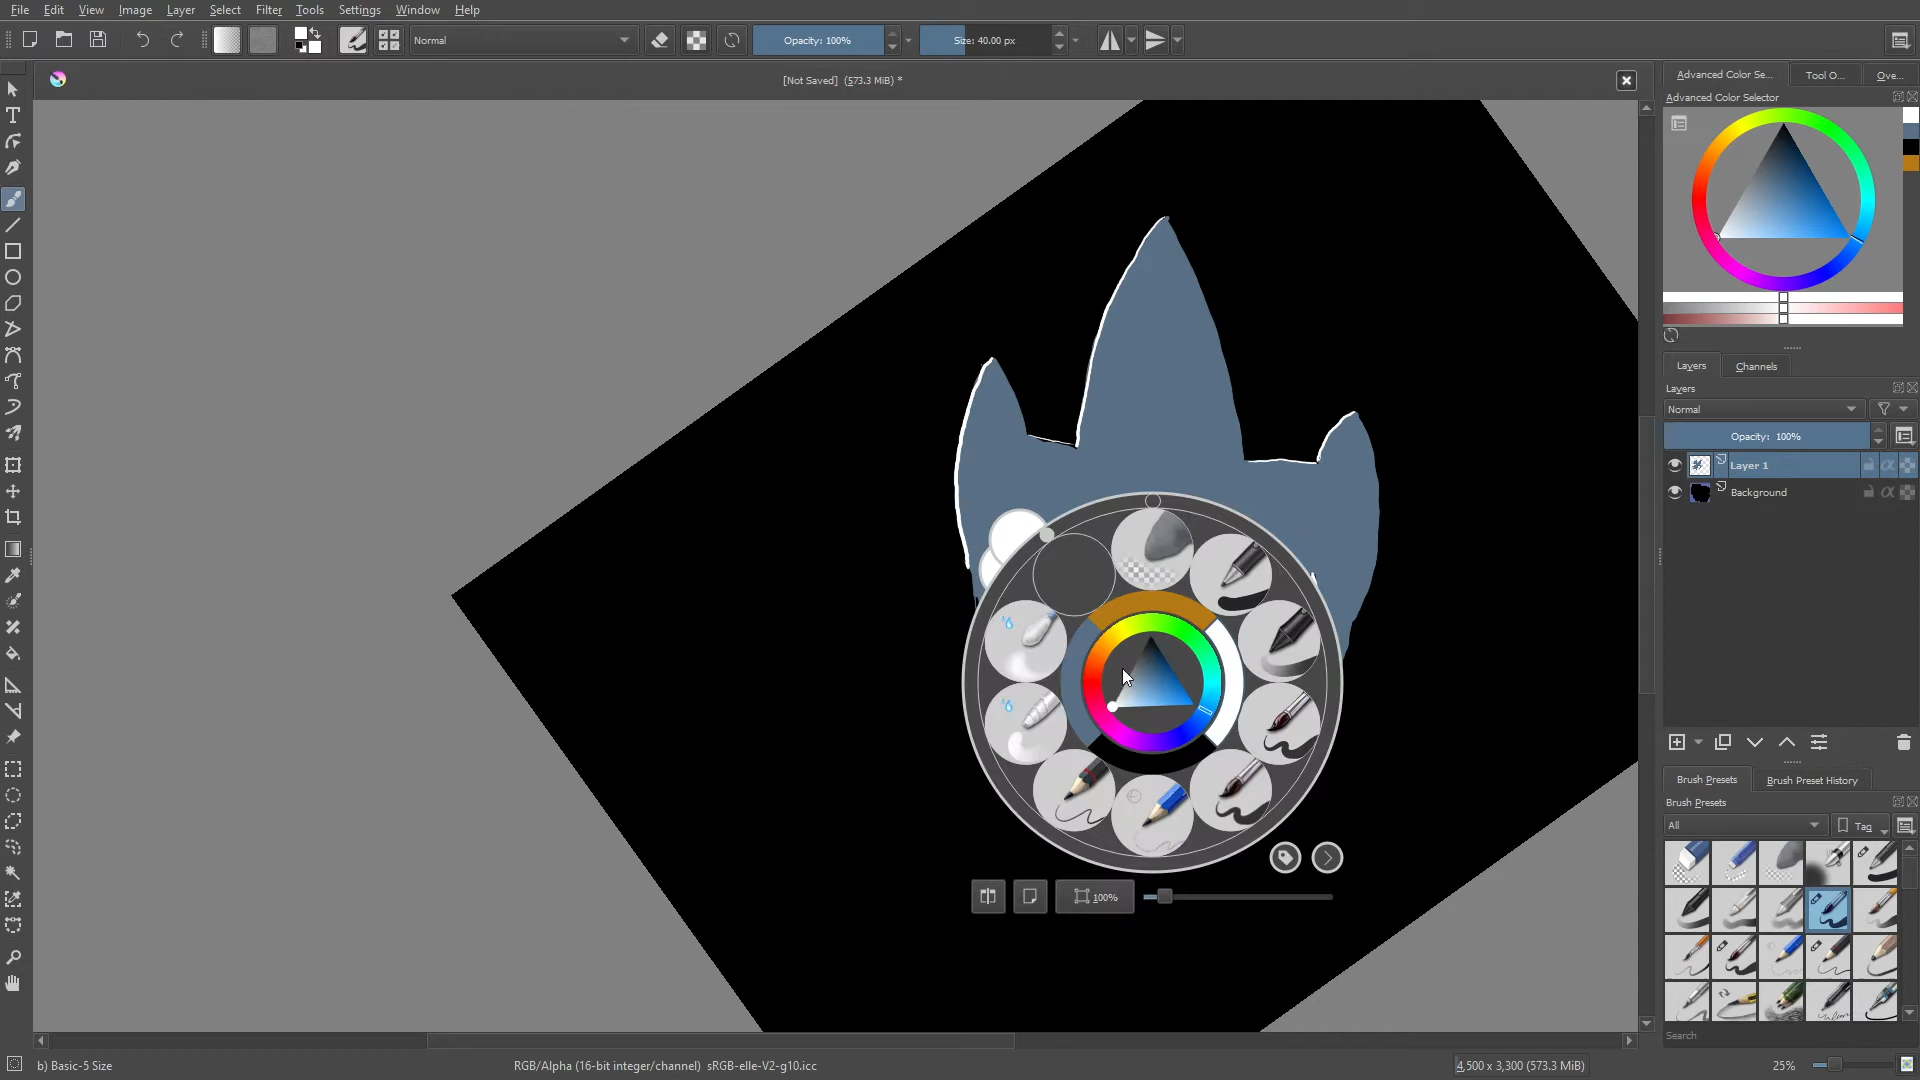 File Edit View Image Layer Select Filter Tools Settings Window Help
Normal
Opacity: 100%
Size: 40.00 px
[Not Saved] (573.3 MiB) *
Advanced Color Se... Tool O... Ove...
Advanced Color Selector
Layers Channels
Layers
Normal
Opacity: 100%
Layer 1
Background
Brush Presets Brush Preset History
Brush Presets
All Tag
100%
Search
b) Basic-5 Size
RGB/Alpha (16-bit integer/channel) sRGB-elle-V2-g10.icc
4,500 x 3,300 (573.3 MiB)
25%